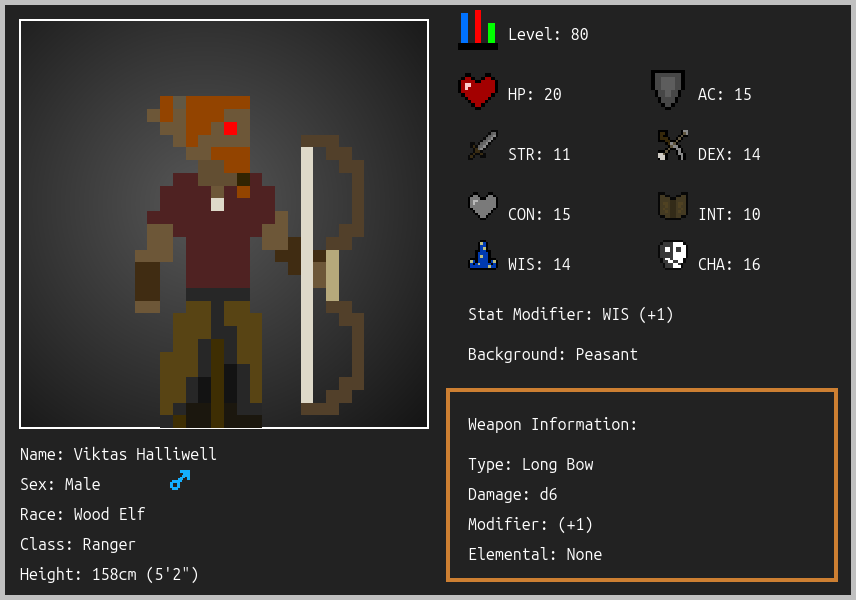 Level: 80
HP: 20
AC: 15
STR: 11
DEX: 14
CON: 15
INT: 10
WIS: 14
CHA: 16
Stat Modifier: WIS (+1)
Background: Peasant
Weapon Information:
Type: Long Bow
Damage: d6
Modifier: (+1)
Elemental: None
Name: Viktas Halliwell
Sex: Male
Race: Wood Elf
Class: Ranger
Height: 158cm (5'2")